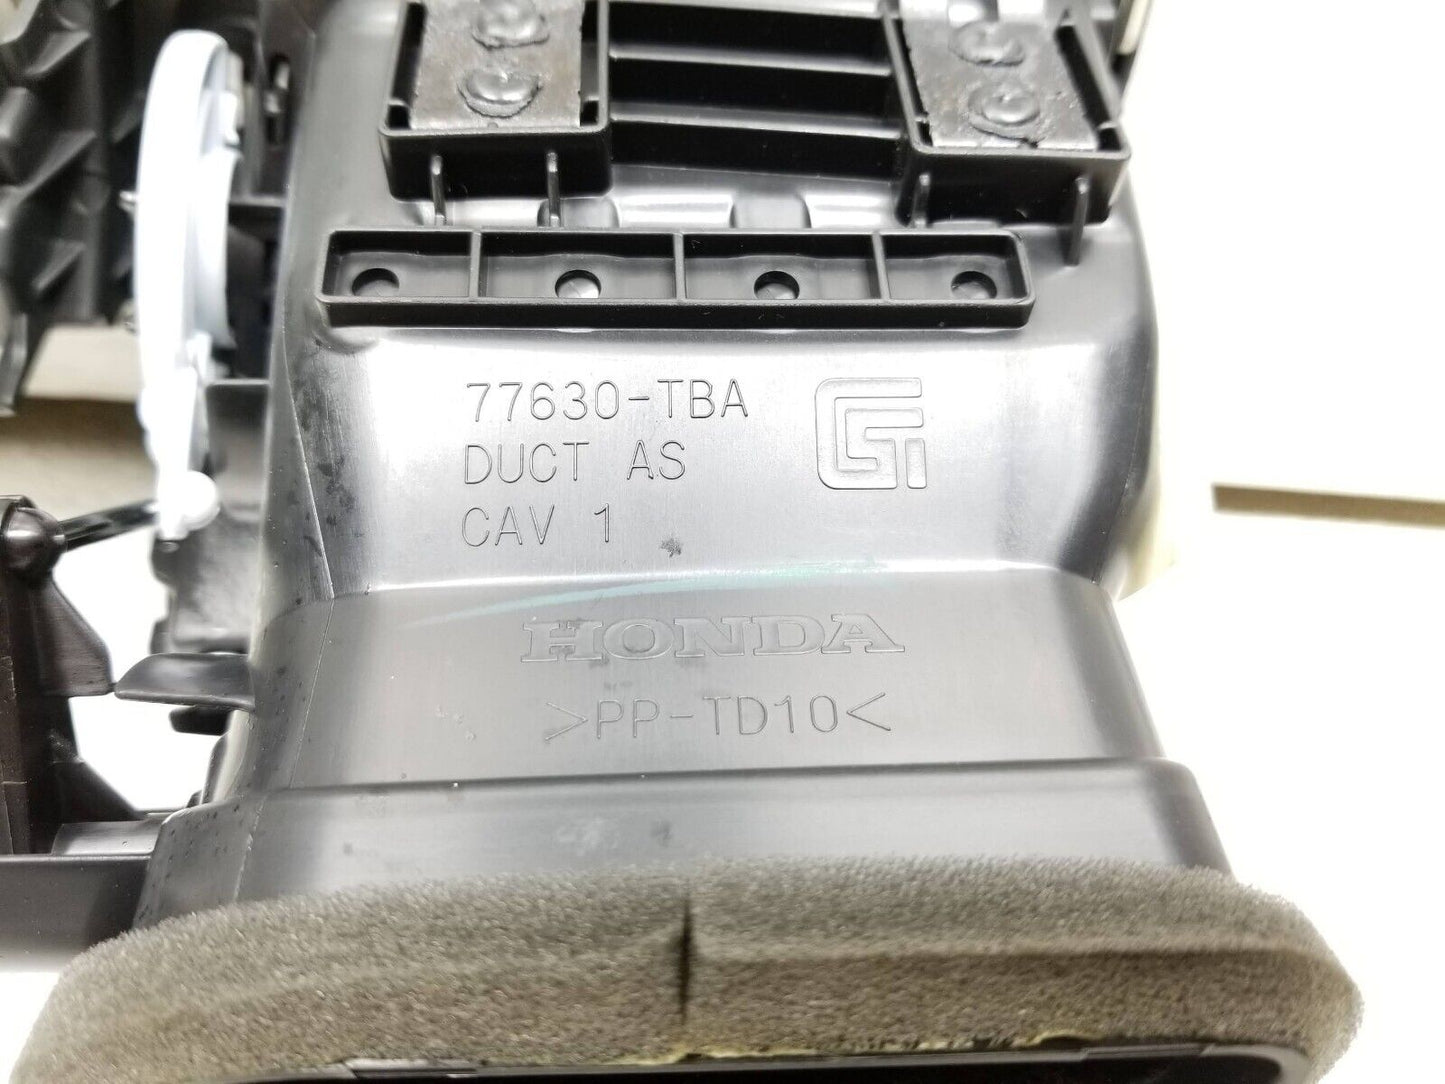 77630-TBA
DUCT AS
CAV 1
HONDA
>PP-TD10<